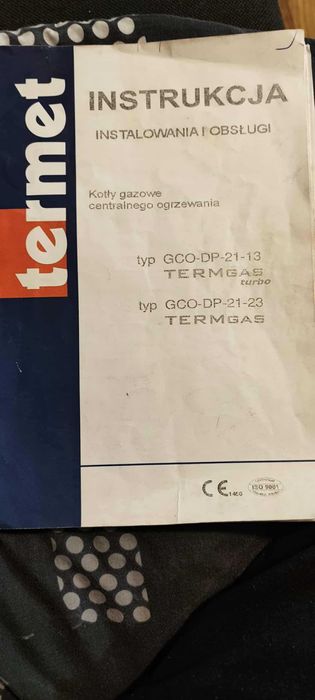 termet
INSTRUKCJA
INSTALOWANIA I OBSŁUGI
Kotły gazowe
centralnego ogrzewania
typ GCO-DP-21-13
TERMGAS
turbo
typ GCO-DP-21-23
TERMGAS
CE 1450
ISO 9001